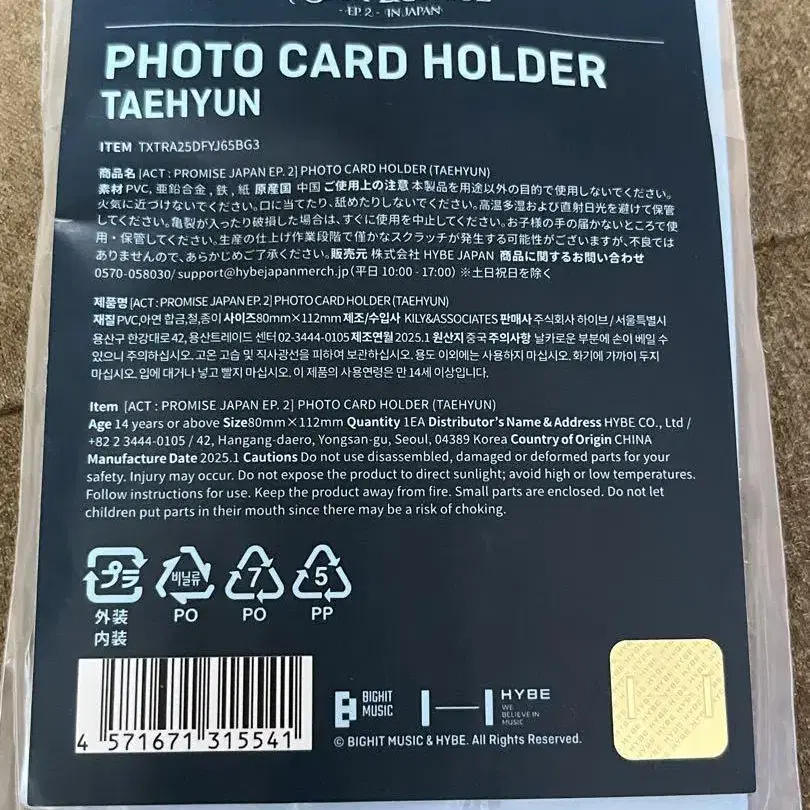 -EP. 2- IN JAPAN-
PHOTO CARD HOLDER
TAEHYUN
ITEM TXTRA25DFYJ65BG3
商品名 [ACT : PROMISE JAPAN EP. 2] PHOTO CARD HOLDER (TAEHYUN)
素材 PVC, 亜鉛合金, 鉄, 紙 原産国 中国 ご使用上の注意 本製品を用途以外の目的で使用しないでください。
火気に近づけないでください。口に当てたり、舐めたりしないでください。高温多湿および直射日光を避けて保管
してください。亀裂が入ったり破損した場合は、すぐに使用を中止してください。お子様の手の届かないところで使
用・保管してください。生産の仕上げ作業段階で僅かなスクラッチが発生する可能性がございますが、不良では
ありませんので、あらかじめご了承ください。販売元 株式会社 HYBE JAPAN 商品に関するお問い合わせ
0570-058030/ support@hybejapanmerch.jp (平日 10:00 - 17:00) ※土日祝日を除く
제품명 [ACT : PROMISE JAPAN EP. 2] PHOTO CARD HOLDER (TAEHYUN)
재질 PVC,아연 합금,철,종이 사이즈80mm×112mm 제조/수입사 KILY&ASSOCIATES 판매사 주식회사 하이브 / 서울특별시
용산구 한강대로42, 용산트레이드 센터 02-3444-0105 제조연월 2025.1 원산지 중국 주의사항 날카로운 부분에 손이 베일 수
있으니 주의하십시오. 고온 고습 및 직사광선을 피하여 보관하십시오. 용도 이외에는 사용하지 마십시오. 화기에 가까이 두지
마십시오. 입에 대거나 넣고 빨지 마십시오. 이 제품의 사용연령은 만 14세 이상입니다.
Item [ACT : PROMISE JAPAN EP. 2] PHOTO CARD HOLDER (TAEHYUN)
Age 14 years or above Size80mm×112mm Quantity 1EA Distributor's Name & Address HYBE CO., Ltd /
+82 2 3444-0105 / 42, Hangang-daero, Yongsan-gu, Seoul, 04389 Korea Country of Origin CHINA
Manufacture Date 2025.1 Cautions Do not use disassembled, damaged or deformed parts for your
safety. Injury may occur. Do not expose the product to direct sunlight; avoid high or low temperatures.
Follow instructions for use. Keep the product away from fire. Small parts are enclosed. Do not let
children put parts in their mouth since there may be a risk of choking.
プラ 비닐류 7 5
外装 PO PO PP
内装
4 571671 315541
BIGHIT MUSIC
HYBE
WE BELIEVE IN MUSIC
© BIGHIT MUSIC & HYBE. All Rights Reserved.